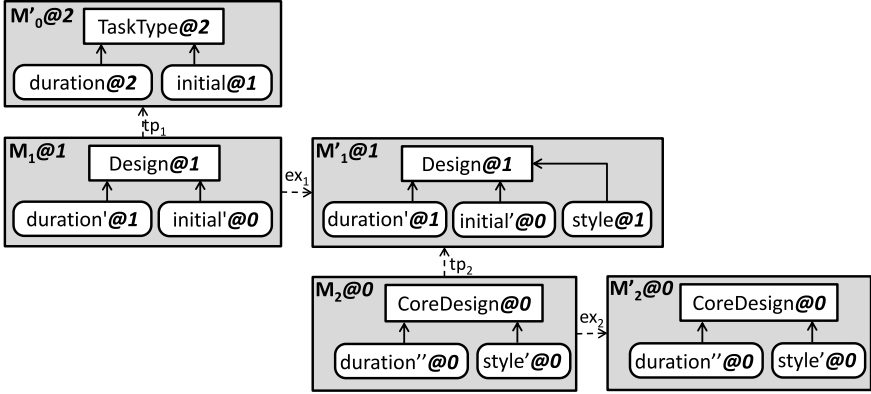 M'0@2
TaskType@2
duration@2 initial@1
tp1
M1@1
Design@1
duration'@1 initial'@0
ex1
M'1@1
Design@1
duration'@1 initial’@0 style@1
tp2
M2@0
CoreDesign@0
duration’’@0 style’@0
ex2
M’2@0
CoreDesign@0
duration’’@0 style’@0